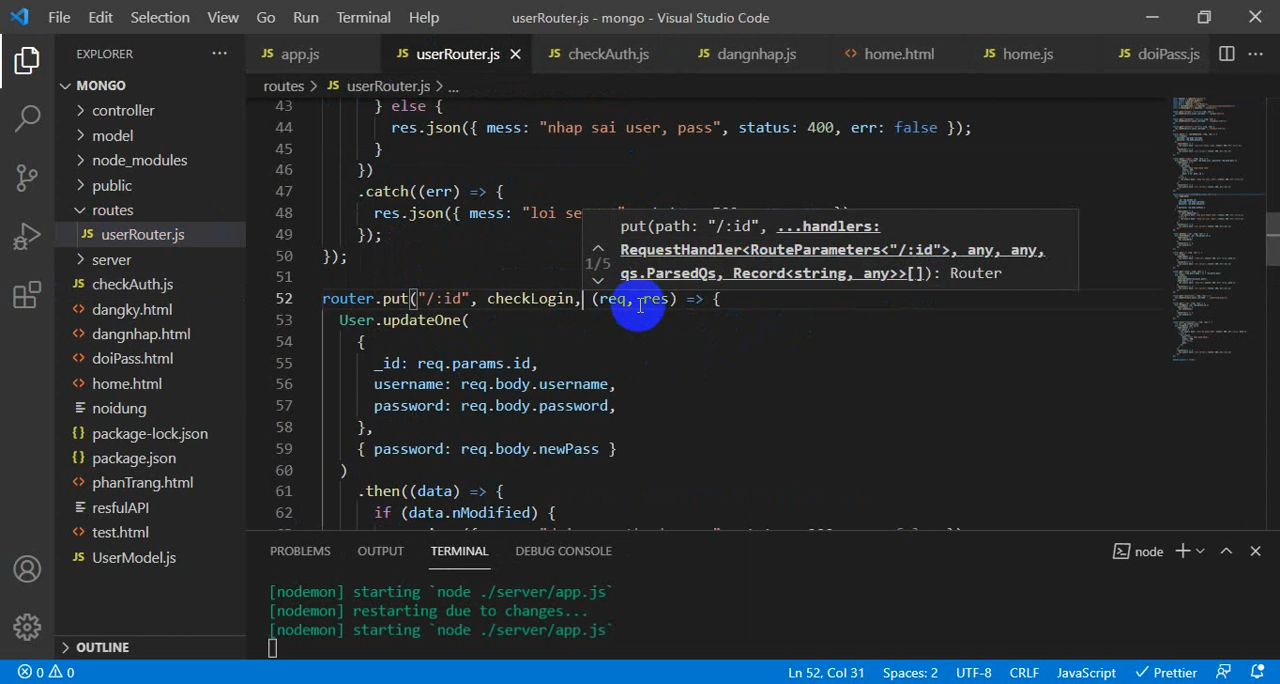 File Edit Selection View Go Run Terminal Help userRouter.js - mongo - Visual Studio Code
EXPLORER
MONGO
controller
model
node_modules
public
routes
userRouter.js
server
checkAuth.js
dangky.html
dangnhap.html
doiPass.html
home.html
noidung
package-lock.json
package.json
phanTrang.html
resfulAPI
test.html
UserModel.js
OUTLINE
app.js userRouter.js checkAuth.js dangnhap.js home.html home.js doiPass.js
routes > JS userRouter.js > ...
43 } else {
44 res.json({ mess: "nhap sai user, pass", status: 400, err: false });
45 }
46 })
47 .catch((err) => {
48 res.json({ mess: "loi se
49 });
50 });
51
put(path: "/:id", ...handlers:
1/5 RequestHandler<RouteParameters<"/:id">, any, any,
qs.ParsedQs, Record<string, any>>[]): Router
52 router.put("/:id", checkLogin, (req, res) => {
53 User.updateOne(
54 {
55 _id: req.params.id,
56 username: req.body.username,
57 password: req.body.password,
58 },
59 { password: req.body.newPass }
60 )
61 .then((data) => {
62 if (data.nModified) {
PROBLEMS OUTPUT TERMINAL DEBUG CONSOLE node
[nodemon] starting `node ./server/app.js`
[nodemon] restarting due to changes...
[nodemon] starting `node ./server/app.js`
0 0 Ln 52, Col 31 Spaces: 2 UTF-8 CRLF JavaScript Prettier